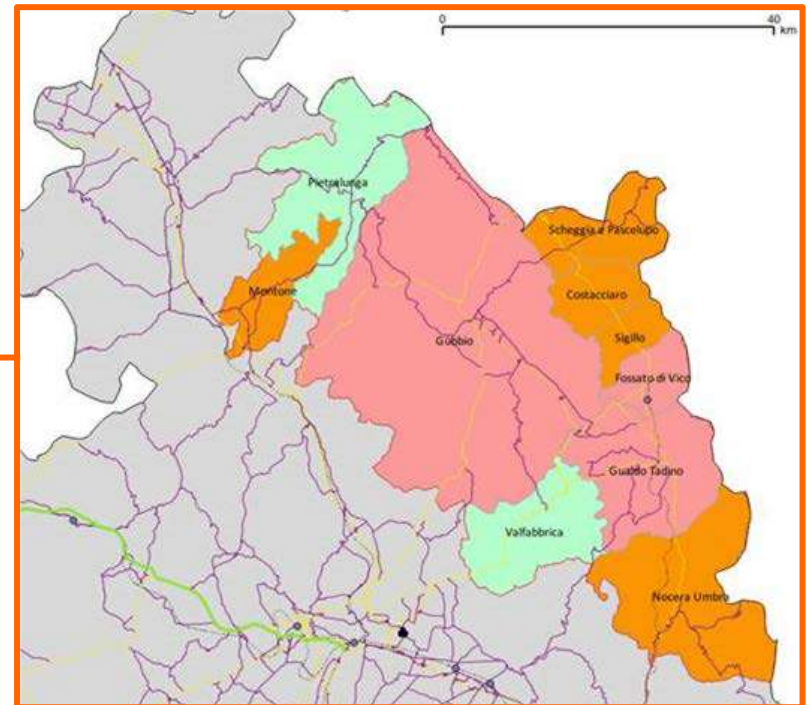 0 40
km
Pietralunga
Scheggia e Pascelupo
Montone
Costacciaro
Sigillo
Gubbio
Fossato di Vico
Gualdo Tadino
Valfabbrica
Nocera Umbra